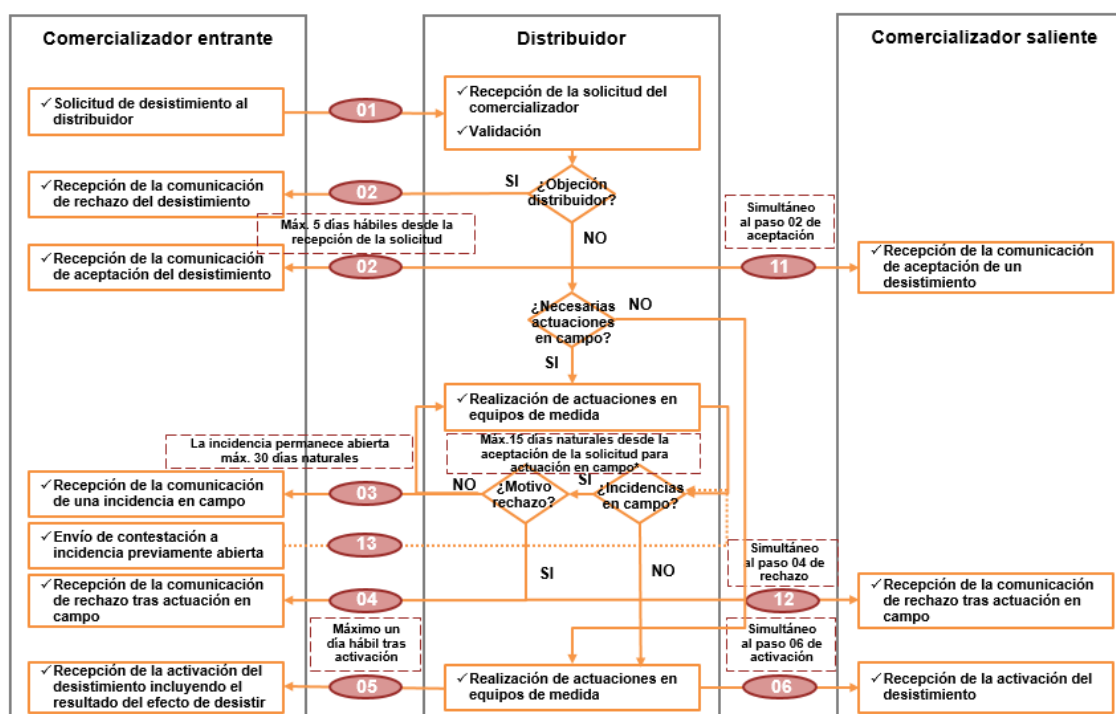 Comercializador entrante
Distribuidor
Comercializador saliente
✓ Solicitud de desistimiento al
distribuidor
01
✓ Recepción de la solicitud del
comercializador
✓ Validación
✓ Recepción de la comunicación
de rechazo del desistimiento
02
SI
¿Objeción
distribuidor?
Máx. 5 días hábiles desde la
recepción de la solicitud
NO
Simultáneo
al paso 02 de
aceptación
✓ Recepción de la comunicación
de aceptación del desistimiento
02
11
✓ Recepción de la comunicación
de aceptación de un
desistimiento
¿Necesarias
actuaciones
en campo?
NO
SI
✓ Realización de actuaciones en
equipos de medida
La incidencia permanece abierta
máx. 30 días naturales
Máx.15 días naturales desde la
aceptación de la solicitud para
actuación en campo*
✓ Recepción de la comunicación
de una incidencia en campo
03
NO
¿Motivo
rechazo?
SI
¿Incidencias
en campo?
✓ Envío de contestación a
incidencia previamente abierta
13
SI
NO
Simultáneo
al paso 04 de
rechazo
✓ Recepción de la comunicación
de rechazo tras actuación en
campo
04
12
✓ Recepción de la comunicación
de rechazo tras actuación en
campo
Máximo un
día hábil tras
activación
Simultáneo
al paso 06 de
activación
✓ Recepción de la activación del
desistimiento incluyendo el
resultado del efecto de desistir
05
✓ Realización de actuaciones en
equipos de medida
06
✓ Recepción de la activación del
desistimiento